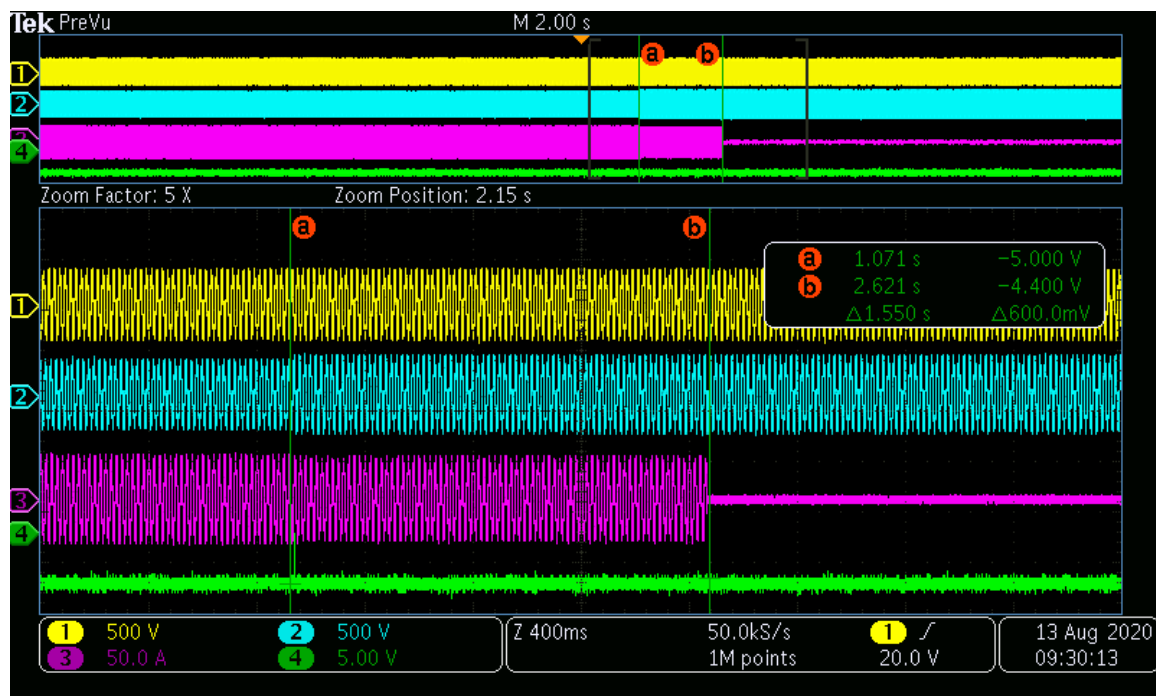 Tek PreVu M 2.00 s
a b
1
2
3
4
Zoom Factor: 5 X Zoom Position: 2.15 s
a b
a 1.071 s −5.000 V
b 2.621 s −4.400 V
△1.550 s △600.0mV
1
2
3
4
1 500 V 2 500 V Z 400ms 50.0kS/s 1 13 Aug 2020
3 50.0 A 4 5.00 V 1M points 20.0 V 09:30:13